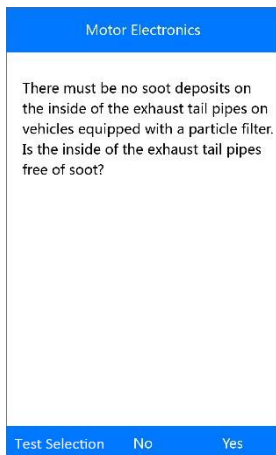 Motor Electronics
There must be no soot deposits on
the inside of the exhaust tail pipes on
vehicles equipped with a particle filter.
Is the inside of the exhaust tail pipes
free of soot?
Test Selection No Yes